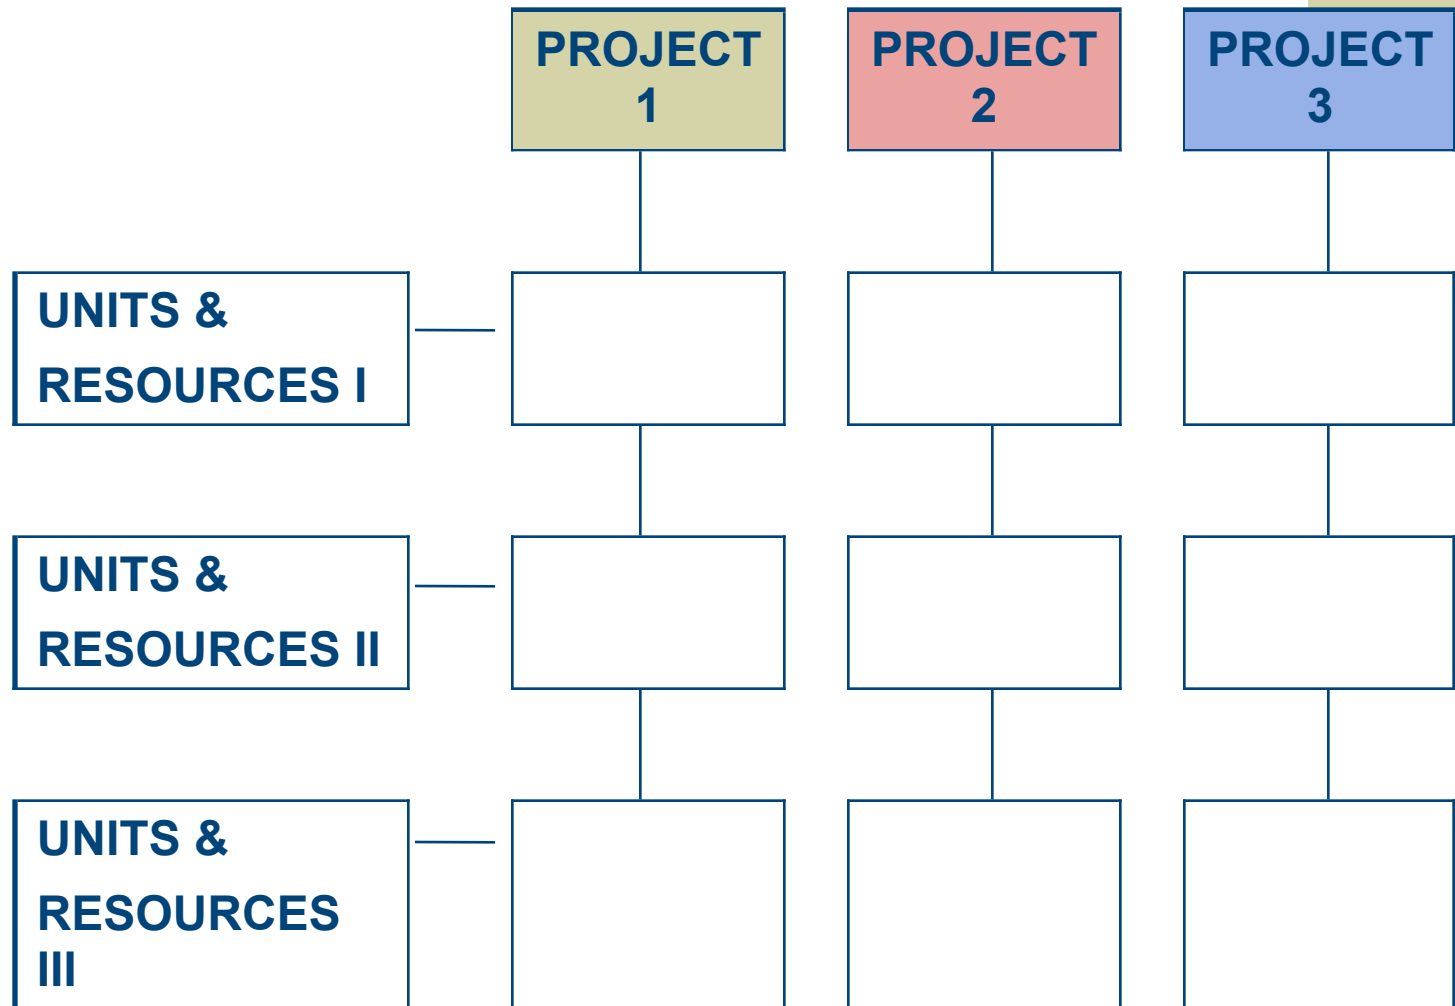 PROJECT
1
PROJECT
2
PROJECT
3
UNITS &
RESOURCES I
UNITS &
RESOURCES II
UNITS &
RESOURCES
III